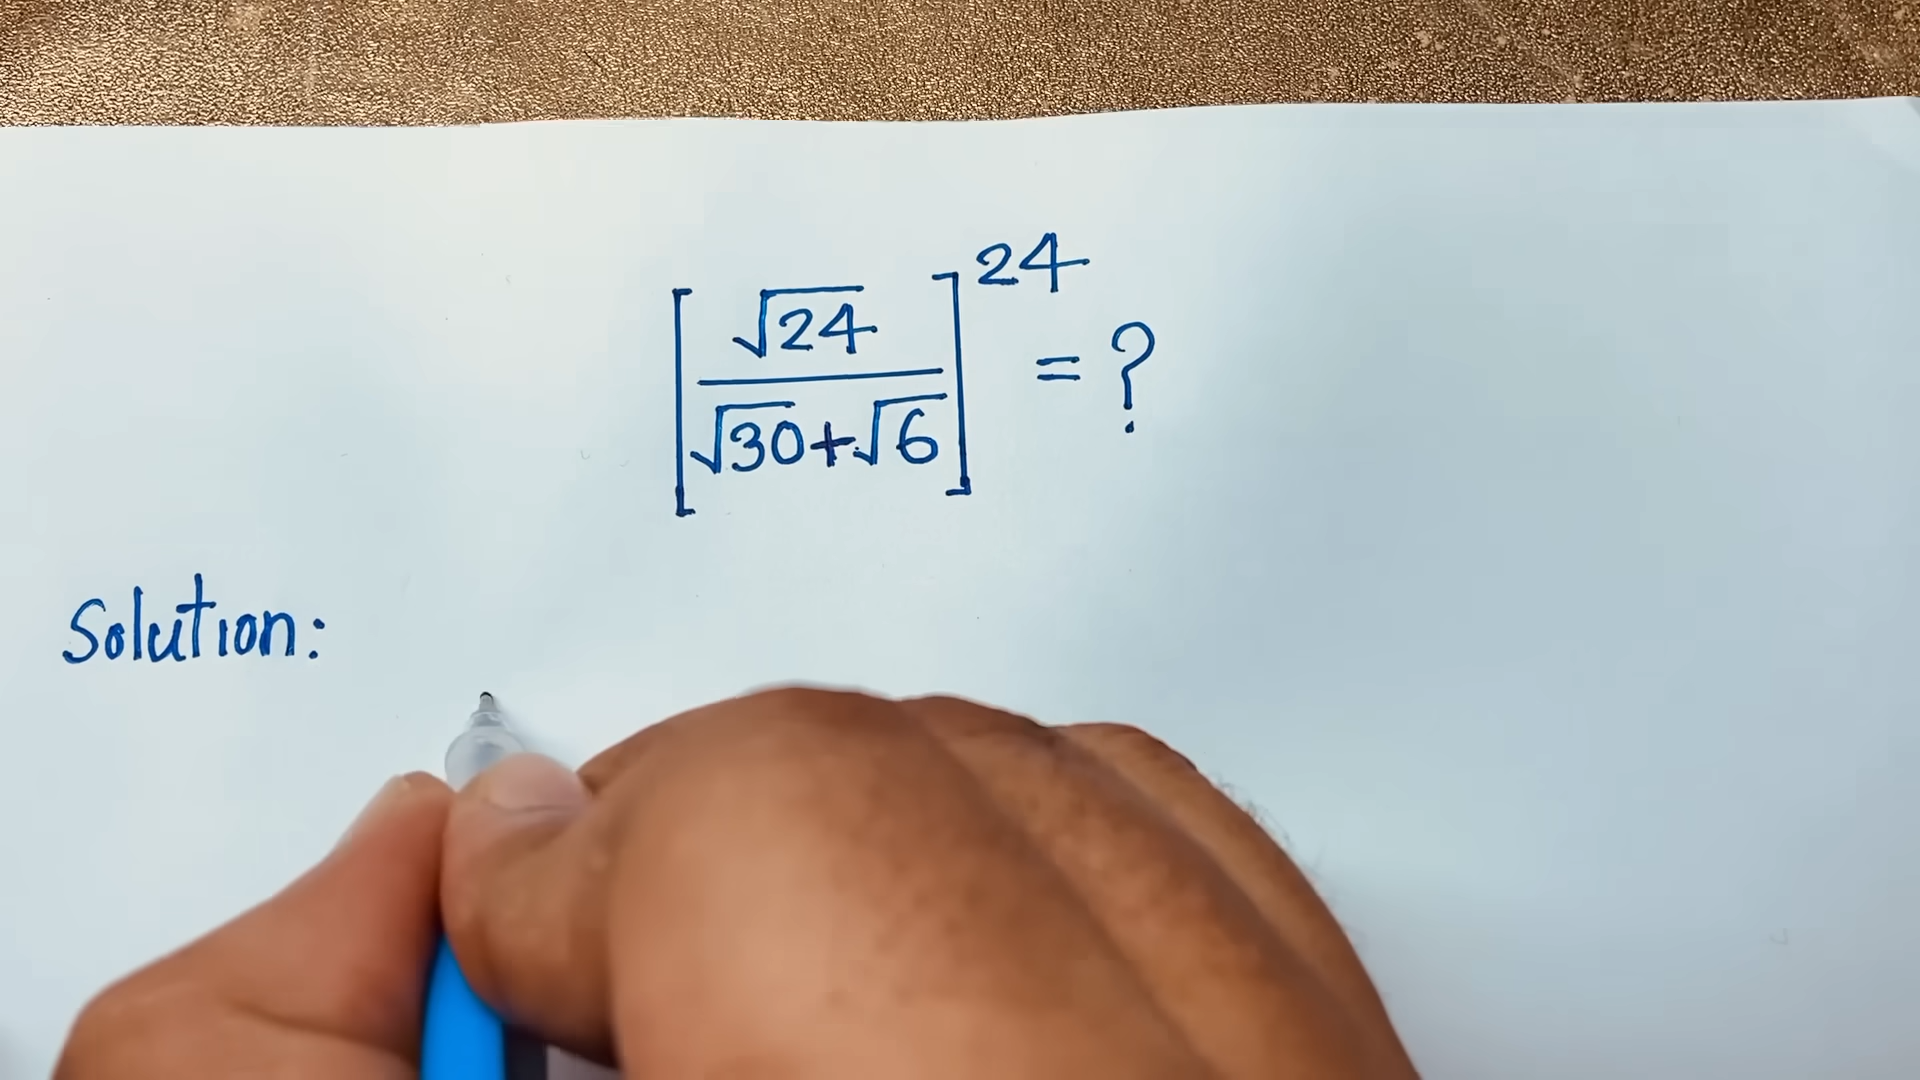 [√24 / (√30+√6)]^24 = ?
Solution: